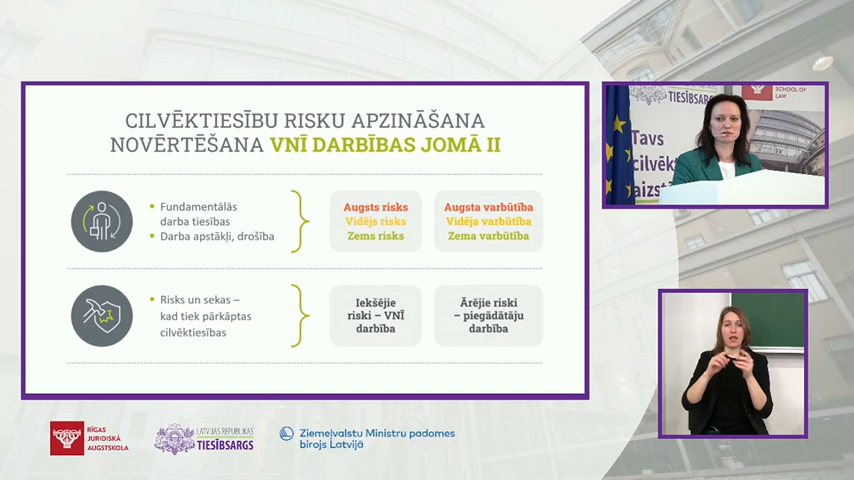 CILVĒKTIESĪBU RISKU APZINĀŠANA
NOVĒRTĒŠANA VNĪ DARBĪBAS JOMĀ II
Fundamentālās
darba tiesības
Darba apstākļi, drošība
Augsts risks
Vidējs risks
Zems risks
Augsta varbūtība
Vidēja varbūtība
Zema varbūtība
Risks un sekas –
kad tiek pārkāptas
cilvēktiesības
Iekšējie
riski – VNĪ
darbība
Ārējie riski
– piegādātāju
darbība
TIESĪBSARGS
SCHOOL OF
LAW
Tavs
cilvēkt
aizst
RĪGAS
JURIDISKĀ
AUGSTSKOLA
LATVIJAS REPUBLIKAS
TIESĪBSARGS
Ziemeļvalstu Ministru padomes
birojs Latvijā